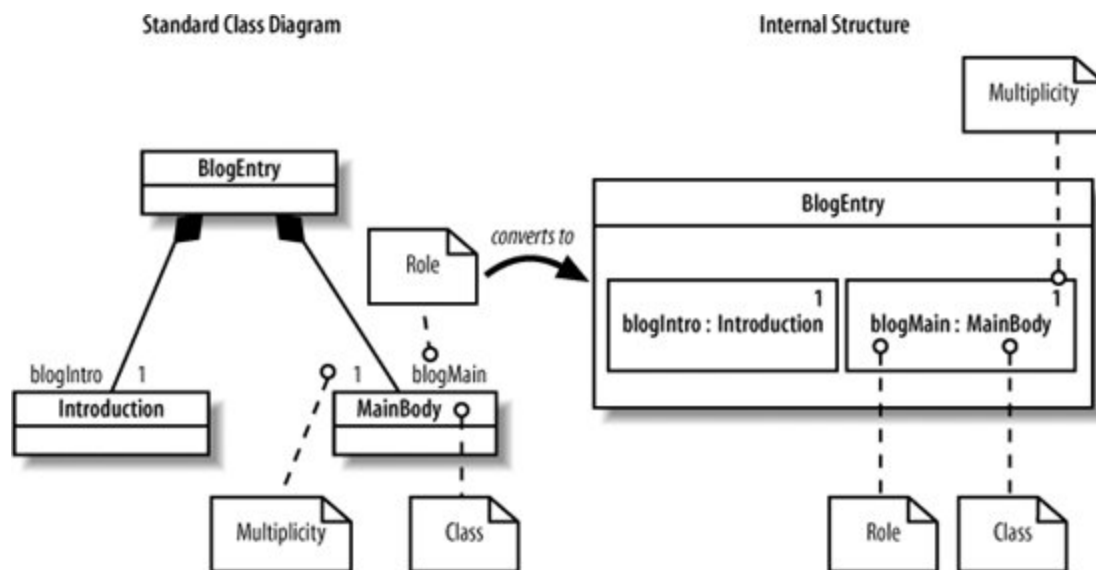 Standard Class Diagram
Internal Structure
Multiplicity
BlogEntry
BlogEntry
Role
converts to
1
1
blogIntro : Introduction
blogMain : MainBody
blogIntro
1
1
blogMain
Introduction
MainBody
Multiplicity
Class
Role
Class